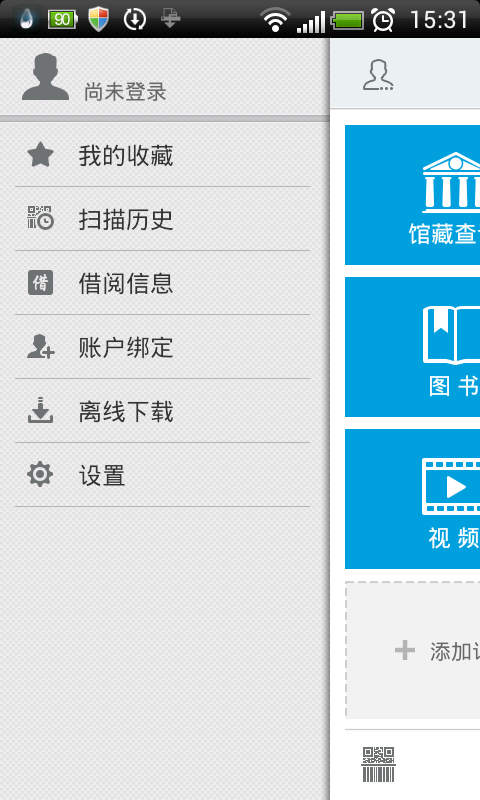 90
15:31
尚未登录
我的收藏
扫描历史
借
借阅信息
账户绑定
离线下载
设置
馆藏查
图书
视频
添加